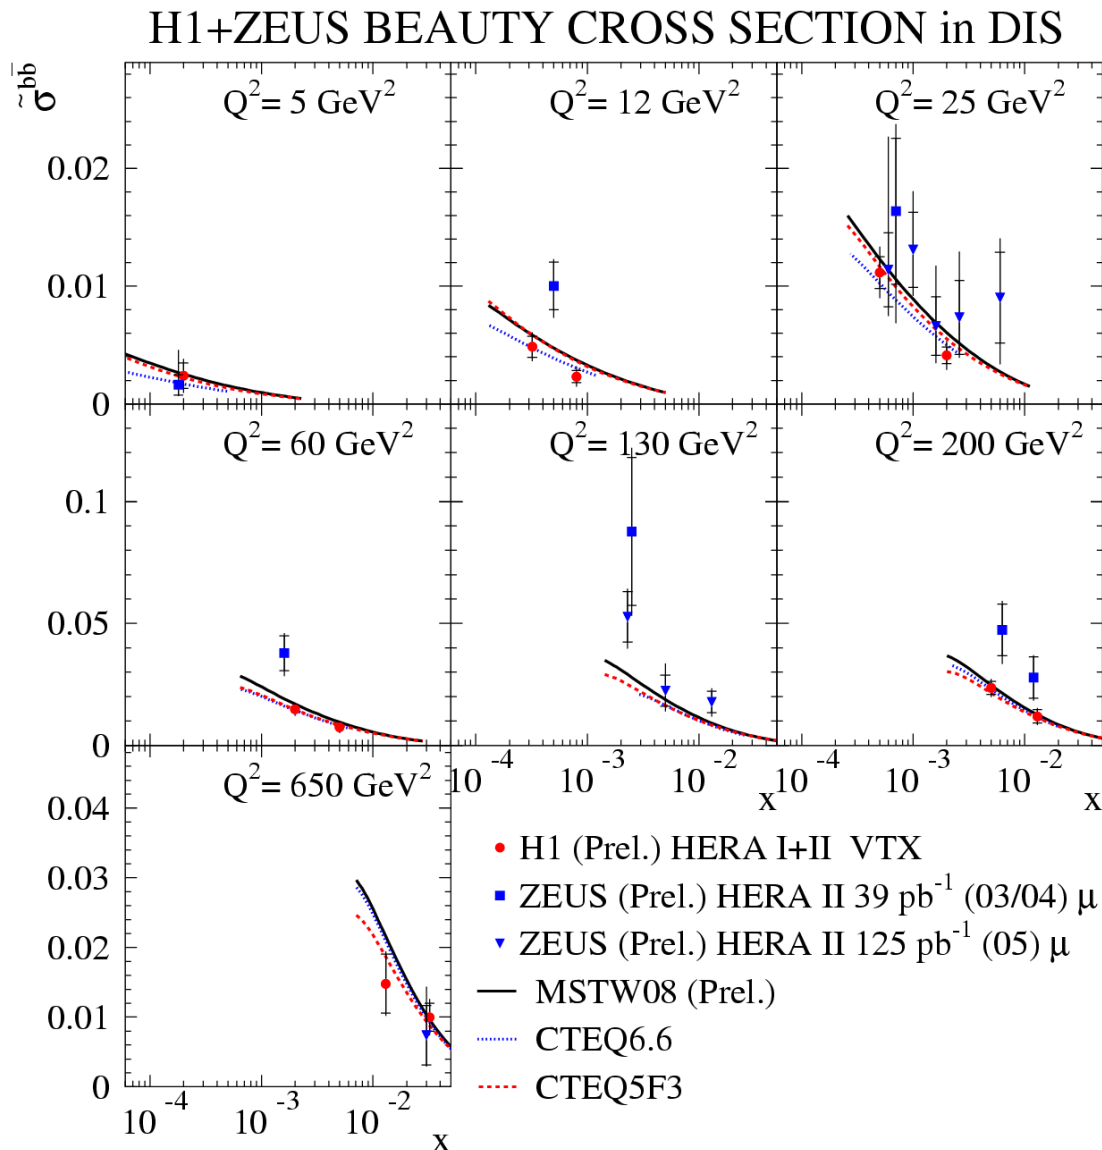 H1+ZEUS BEAUTY CROSS SECTION in DIS
σ̃ᵇᵇ̄
Q²= 5 GeV²
Q²= 12 GeV²
Q²= 25 GeV²
0.02
0.01
0
Q²= 60 GeV²
Q²= 130 GeV²
Q²= 200 GeV²
0.1
0.05
0
10⁻⁴ 10⁻³ 10⁻² x
10⁻⁴ 10⁻³ 10⁻² x
Q²= 650 GeV²
0.04
0.03
0.02
0.01
0
10⁻⁴ 10⁻³ 10⁻² x
H1 (Prel.) HERA I+II VTX
ZEUS (Prel.) HERA II 39 pb⁻¹ (03/04) μ
ZEUS (Prel.) HERA II 125 pb⁻¹ (05) μ
MSTW08 (Prel.)
CTEQ6.6
CTEQ5F3